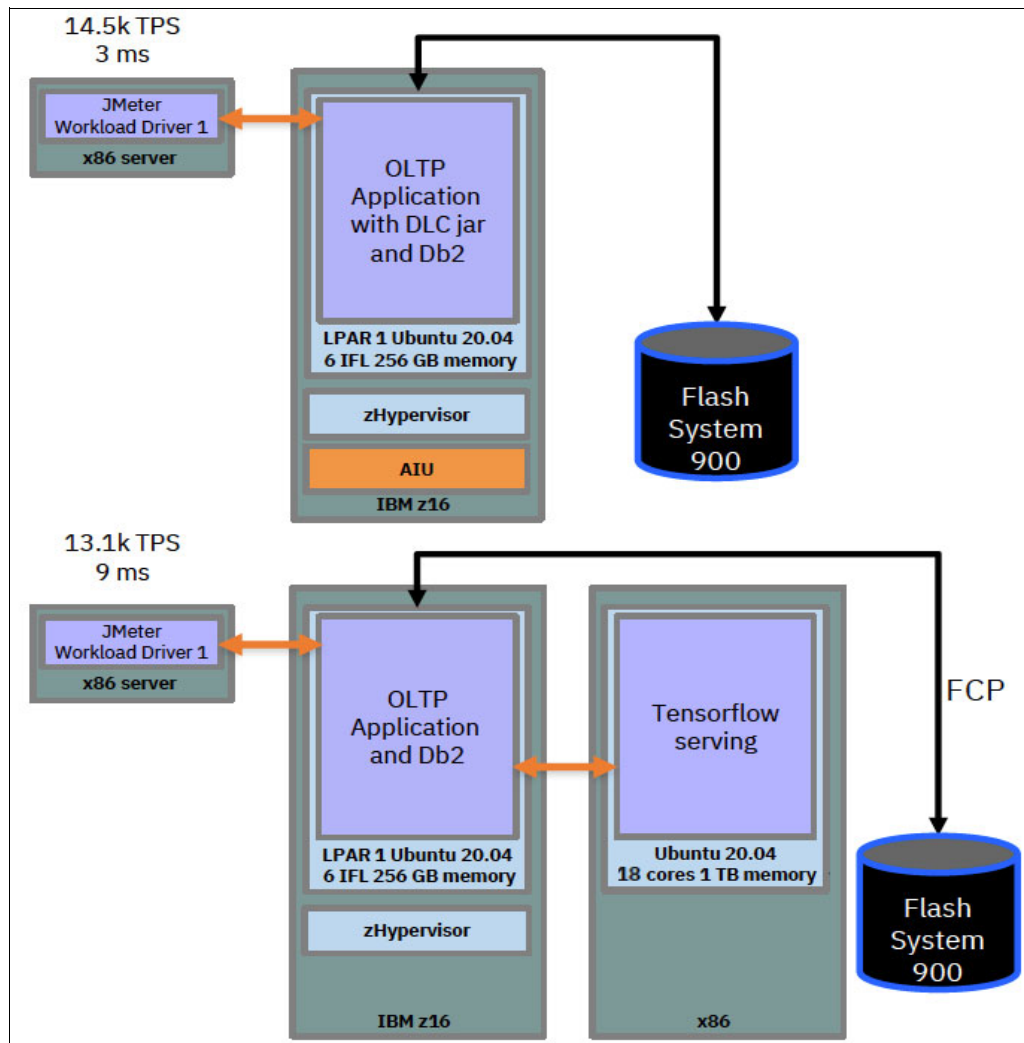 14.5k TPS
3 ms
JMeter
Workload Driver 1
x86 server
OLTP
Application
with DLC jar
and Db2
LPAR 1 Ubuntu 20.04
6 IFL 256 GB memory
zHypervisor
AIU
IBM z16
Flash
System
900
13.1k TPS
9 ms
JMeter
Workload Driver 1
x86 server
OLTP
Application
and Db2
LPAR 1 Ubuntu 20.04
6 IFL 256 GB memory
zHypervisor
IBM z16
Tensorflow
serving
Ubuntu 20.04
18 cores 1 TB memory
x86
FCP
Flash
System
900